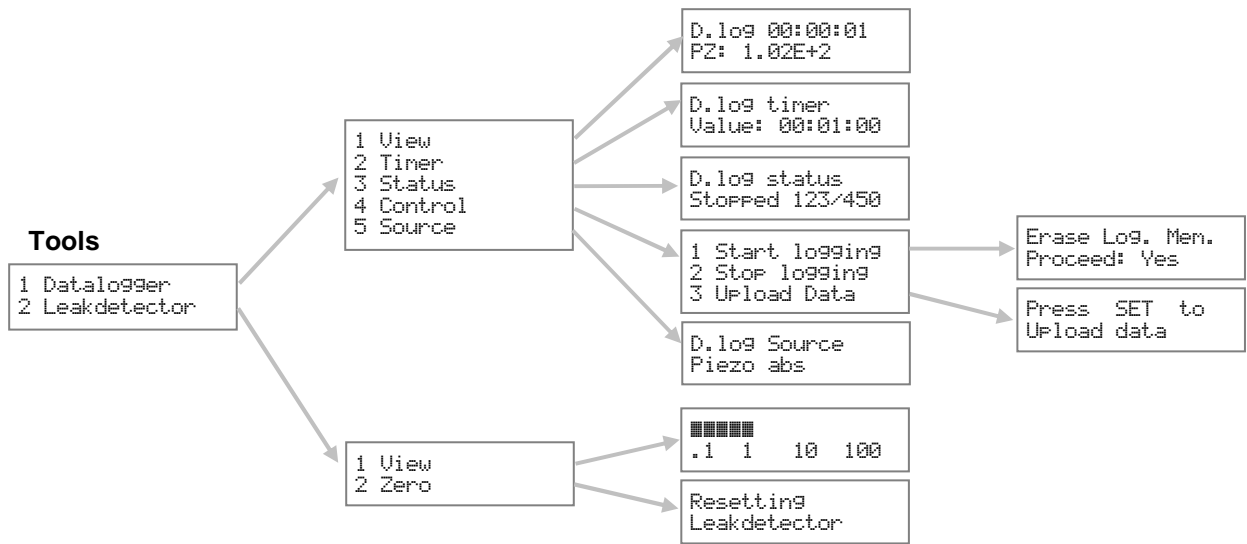 Tools
1 Datalogger
2 Leakdetector
1 View
2 Timer
3 Status
4 Control
5 Source
D.log 00:00:01
PZ: 1.02E+2
D.log timer
Value: 00:01:00
D.log status
Stopped 123/450
1 Start logging
2 Stop logging
3 Upload Data
Erase Log. Mem.
Proceed: Yes
Press SET to
Upload data
D.log Source
Piezo abs
1 View
2 Zero
.1 1 10 100
Resetting
Leakdetector